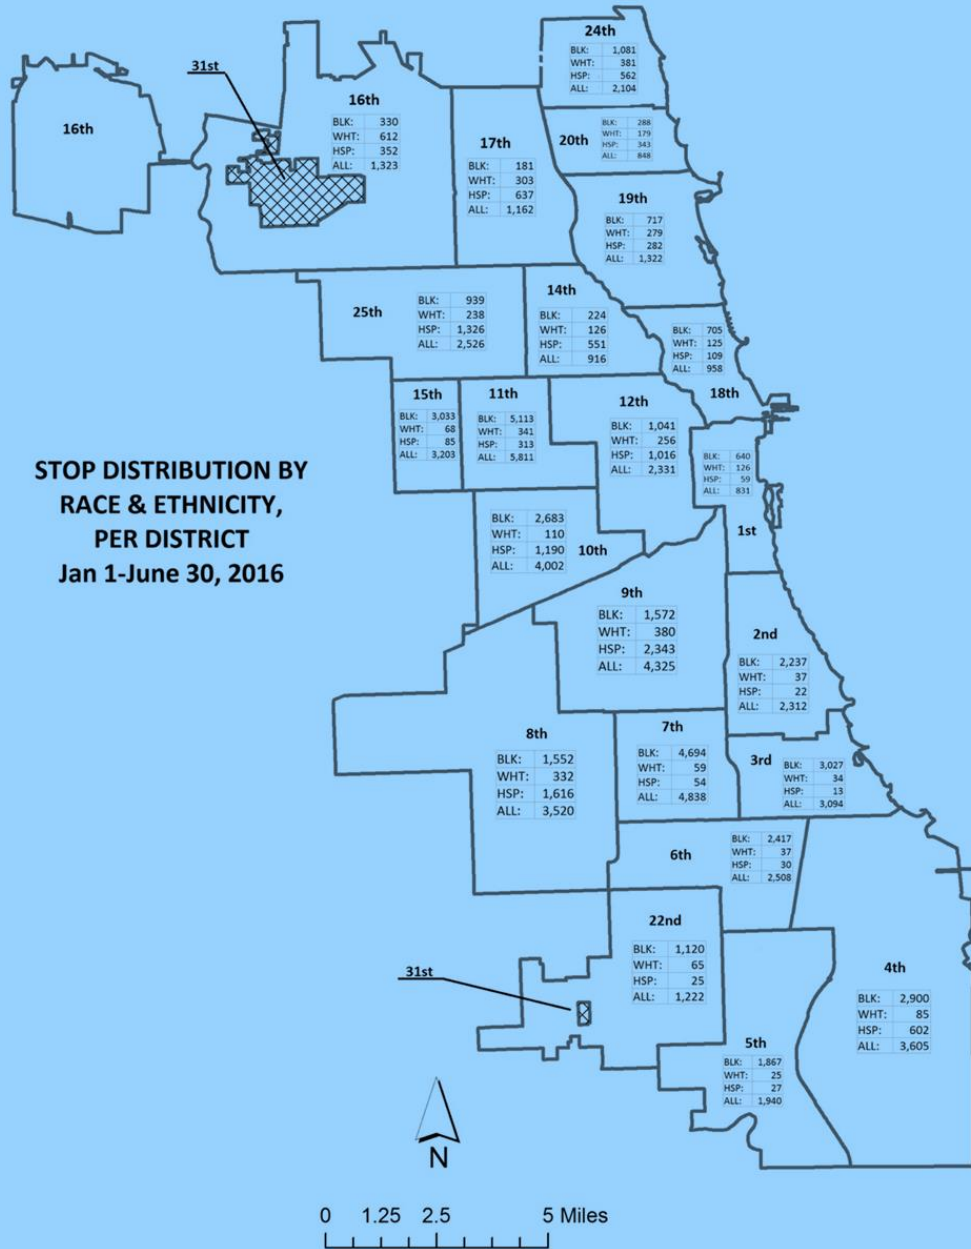 24th
BLK: 1,081
WHT: 381
HSP: 562
ALL: 2,104
31st
16th
16th
BLK: 330
WHT: 612
HSP: 352
ALL: 1,323
17th
BLK: 181
WHT: 303
HSP: 637
ALL: 1,162
20th
BLK: 288
WHT: 179
HSP: 343
ALL: 848
19th
BLK: 717
WHT: 279
HSP: 282
ALL: 1,322
25th
BLK: 939
WHT: 238
HSP: 1,326
ALL: 2,526
14th
BLK: 224
WHT: 126
HSP: 551
ALL: 916
BLK: 705
WHT: 125
HSP: 109
ALL: 958
18th
15th
BLK: 3,033
WHT: 68
HSP: 85
ALL: 3,203
11th
BLK: 5,113
WHT: 341
HSP: 313
ALL: 5,811
12th
BLK: 1,041
WHT: 256
HSP: 1,016
ALL: 2,331
BLK: 640
WHT: 126
HSP: 59
ALL: 831
1st
STOP DISTRIBUTION BY
RACE & ETHNICITY,
PER DISTRICT
Jan 1-June 30, 2016
BLK: 2,683
WHT: 110
HSP: 1,190
ALL: 4,002
10th
9th
BLK: 1,572
WHT: 380
HSP: 2,343
ALL: 4,325
2nd
BLK: 2,237
WHT: 37
HSP: 22
ALL: 2,312
8th
BLK: 1,552
WHT: 332
HSP: 1,616
ALL: 3,520
7th
BLK: 4,694
WHT: 59
HSP: 54
ALL: 4,838
3rd
BLK: 3,027
WHT: 34
HSP: 13
ALL: 3,094
6th
BLK: 2,417
WHT: 37
HSP: 30
ALL: 2,508
22nd
BLK: 1,120
WHT: 65
HSP: 25
ALL: 1,222
31st
4th
BLK: 2,900
WHT: 85
HSP: 602
ALL: 3,605
5th
BLK: 1,867
WHT: 25
HSP: 27
ALL: 1,940
N
0 1.25 2.5 5 Miles